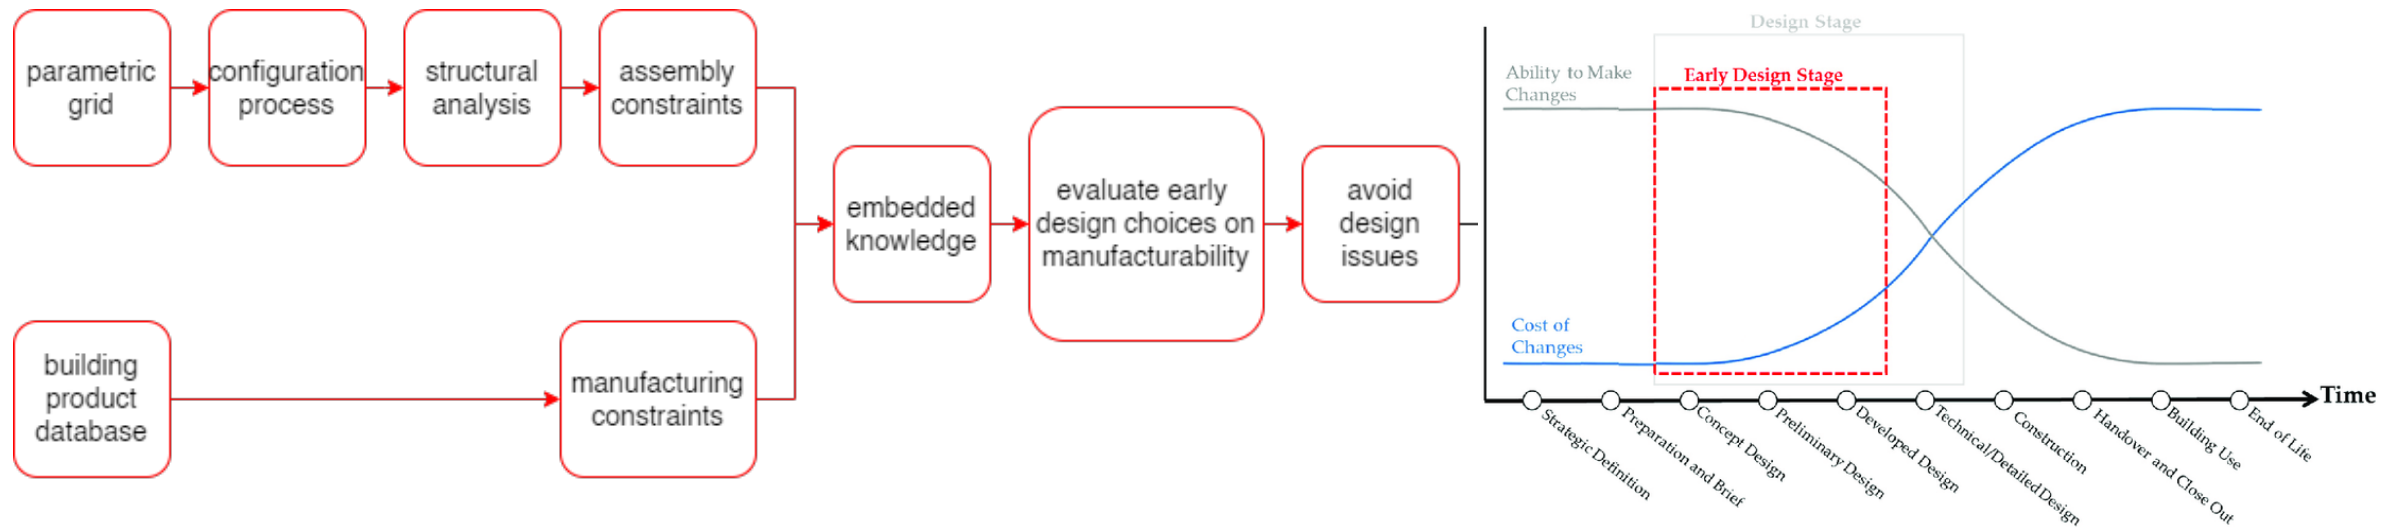 parametric
grid
configuration
process
structural
analysis
assembly
constraints
building
product
database
manufacturing
constraints
embedded
knowledge
evaluate early
design choices on
manufacturability
avoid
design
issues
Design Stage
Early Design Stage
Ability to Make
Changes
Cost of
Changes
Time
Strategic Definition
Preparation and Brief
Concept Design
Preliminary Design
Developed Design
Technical/Detailed Design
Construction
Handover and Close Out
Building Use
End of Life